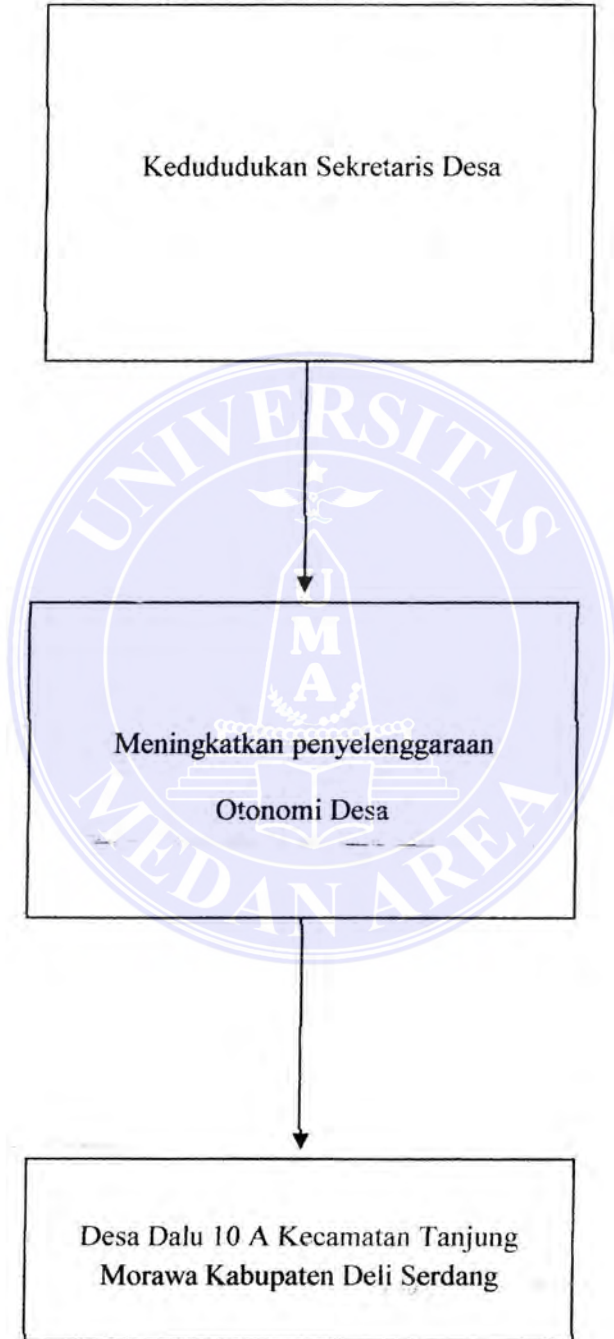 Kedududukan Sekretaris Desa
UNIVERSITAS
UMA
Meningkatkan penyelenggaraan
Otonomi Desa
MEDAN AREA
Desa Dalu 10 A Kecamatan Tanjung
Morawa Kabupaten Deli Serdang